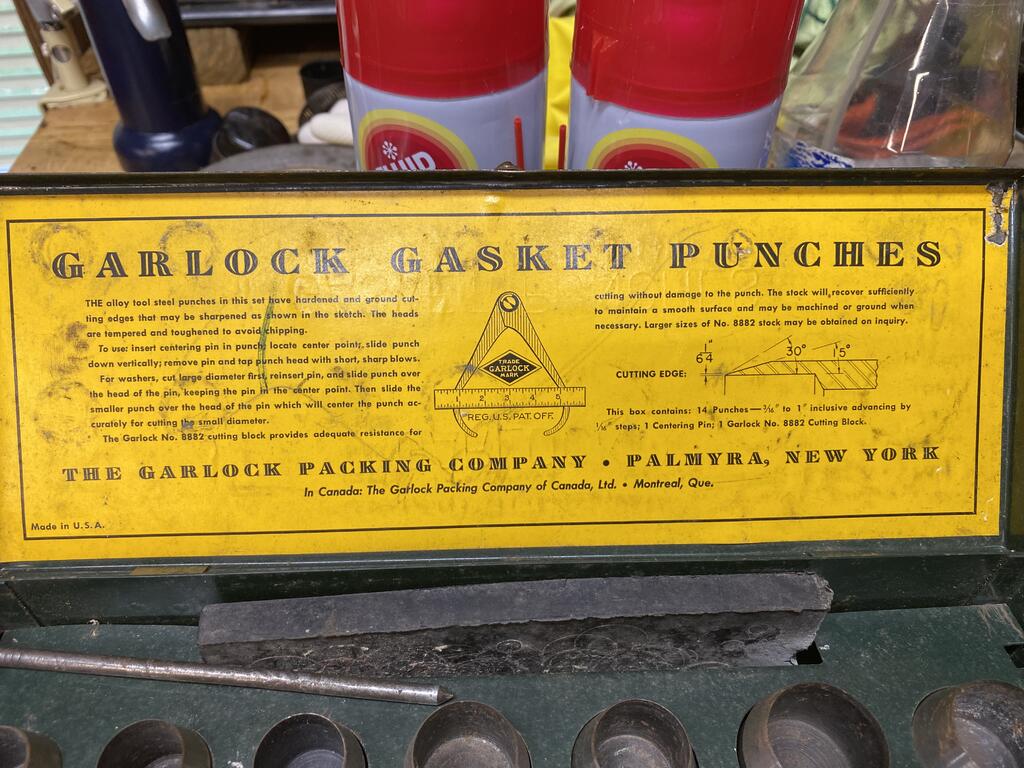 FLUID
GARLOCK GASKET PUNCHES
THE alloy tool steel punches in this set have hardened and ground cut-
ting edges that may be sharpened as shown in the sketch. The heads
are tempered and toughened to avoid chipping.
To use: insert centering pin in punch, locate center point, slide punch
down vertically; remove pin and tap punch head with short, sharp blows.
For washers, cut large diameter first, reinsert pin, and slide punch over
the head of the pin, keeping the pin in the center point. Then slide the
smaller punch over the head of the pin which will center the punch ac-
curately for cutting the small diameter.
The Garlock No. 8882 cutting block provides adequate resistance for
TRADE
GARLOCK
MARK
1 2 3 4 5
REG. U.S. PAT. OFF.
cutting without damage to the punch. The stock will recover sufficiently
to maintain a smooth surface and may be machined or ground when
necessary. Larger sizes of No. 8882 stock may be obtained on inquiry.
CUTTING EDGE:
1/64" 30° 15°
This box contains: 14 Punches—3/16" to 1" inclusive advancing by
1/16" steps; 1 Centering Pin; 1 Garlock No. 8882 Cutting Block.
THE GARLOCK PACKING COMPANY • PALMYRA, NEW YORK
In Canada: The Garlock Packing Company of Canada, Ltd. • Montreal, Que.
Made in U.S.A.